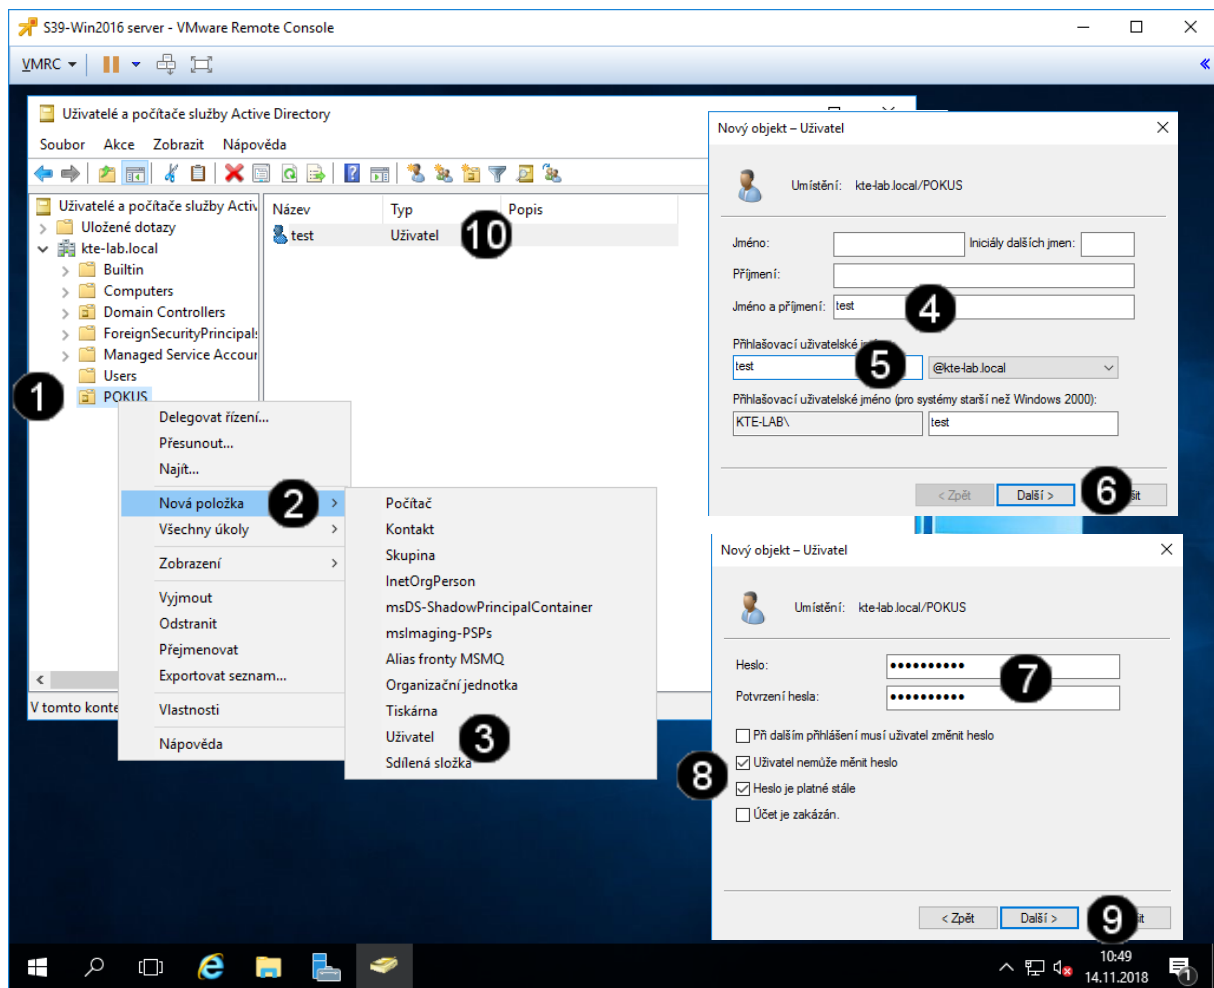 S39-Win2016 server - VMware Remote Console
VMRC
Uživatelé a počítače služby Active Directory
Soubor Akce Zobrazit Nápověda
Uživatelé a počítače služby Activ
Uložené dotazy
kte-lab.local
Builtin
Computers
Domain Controllers
ForeignSecurityPrincipal:
Managed Service Accour
Users
1 POKUS
Název Typ Popis
test Uživatel 10
Delegovat řízení...
Přesunout...
Najít...
Nová položka 2
Všechny úkoly
Zobrazení
Vyjmout
Odstranit
Přejmenovat
Exportovat seznam...
Vlastnosti
Nápověda
V tomto konte
Počítač
Kontakt
Skupina
InetOrgPerson
msDS-ShadowPrincipalContainer
msImaging-PSPs
Alias fronty MSMQ
Organizační jednotka
Tiskárna
Uživatel 3
Sdílená složka
Nový objekt – Uživatel
Umístění: kte-lab.local/POKUS
Jméno: Iniciály dalších jmen:
Příjmení:
Jméno a příjmení: test 4
Přihlašovací uživatelské
test 5 @kte-lab.local
Přihlašovací uživatelské jméno (pro systémy starší než Windows 2000):
KTE-LAB\ test
< Zpět Další > 6
Nový objekt – Uživatel
Umístění: kte-lab.local/POKUS
Heslo: •••••••••• 7
Potvrzení hesla: ••••••••••
Při dalším přihlášení musí uživatel změnit heslo
8 Uživatel nemůže měnit heslo
Heslo je platné stále
Účet je zakázán.
< Zpět Další > 9
10:49
14.11.2018
1